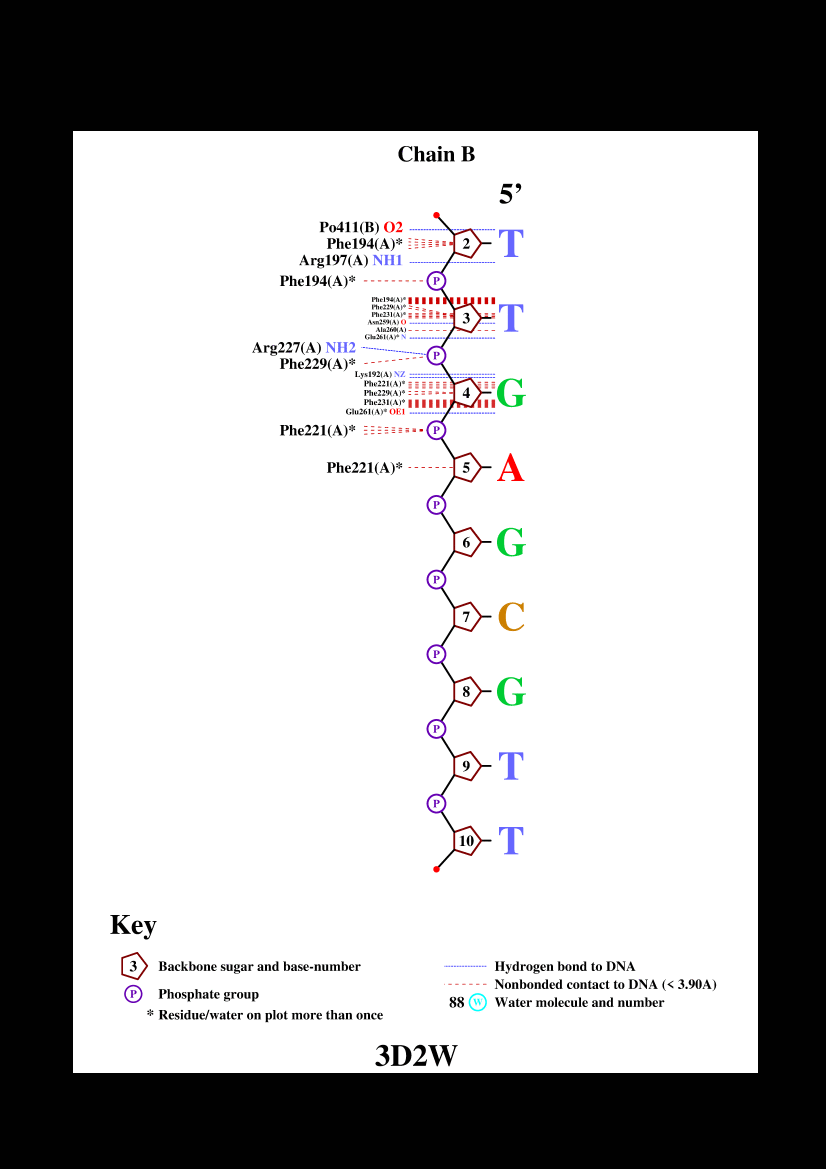 Chain B
5’
Po411(B) O2
Phe194(A)*
2 T
Arg197(A) NH1
Phe194(A)* P
Phe194(A)*
Phe229(A)*
Phe231(A)*
3 T
Asn259(A) O
Ala260(A)
Glu261(A)* N
Arg227(A) NH2
P
Phe229(A)*
Lys192(A) NZ
Phe221(A)*
Phe229(A)*
4 G
Phe231(A)*
Glu261(A)* OE1
Phe221(A)* P
Phe221(A)* 5 A
P
6 G
P
7 C
P
8 G
P
9 T
P
10 T
Key
3 Backbone sugar and base-number
P Phosphate group
* Residue/water on plot more than once
Hydrogen bond to DNA
Nonbonded contact to DNA (< 3.90A)
88 W Water molecule and number
3D2W